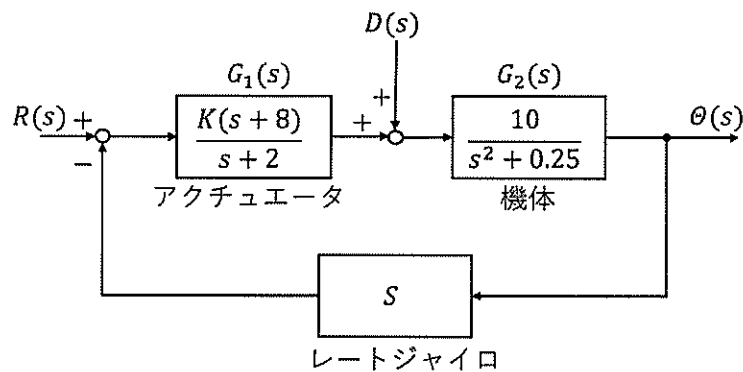 D(s)
G₁(s)
G₂(s)
R(s) +
K(s + 8)
s + 2
+
+
10
s² + 0.25
Θ(s)
−
アクチュエータ
機体
S
レートジャイロ